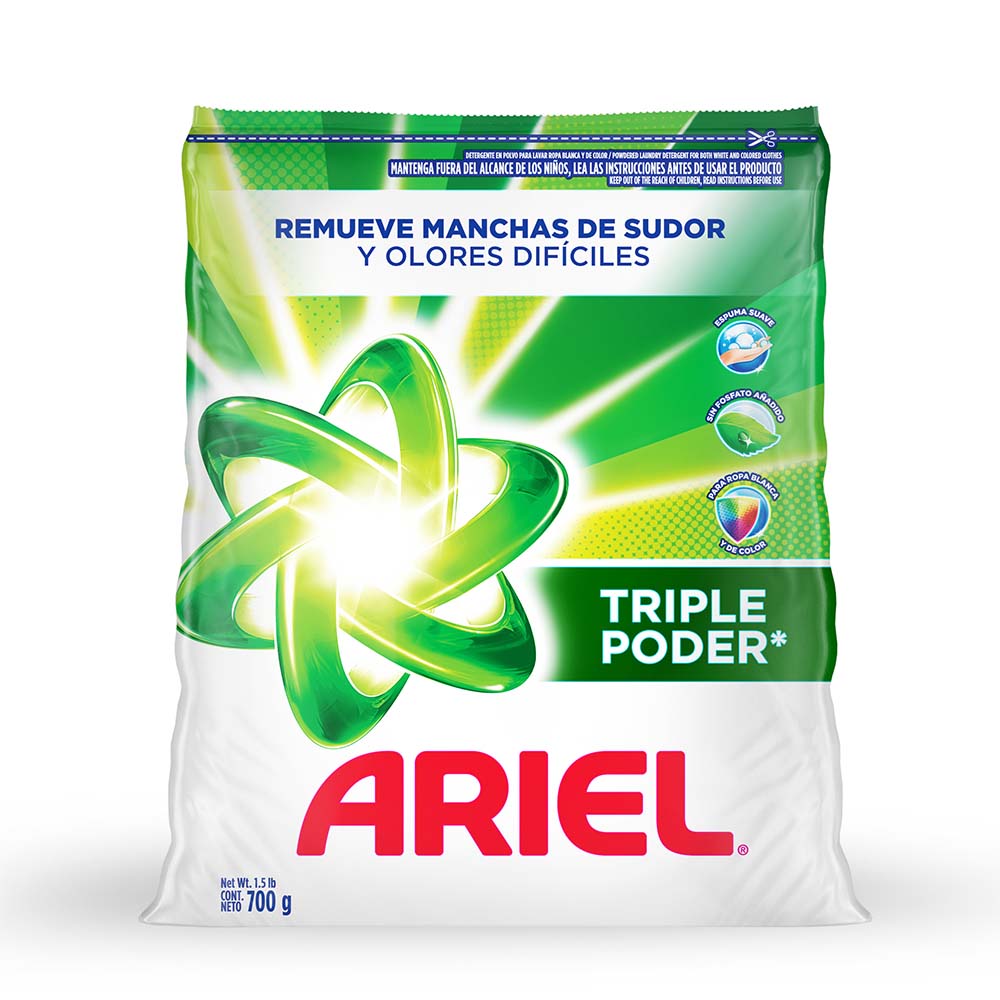 DETERGENTE EN POLVO PARA LAVAR ROPA BLANCA Y DE COLOR / POWDERED LAUNDRY DETERGENT FOR BOTH WHITE AND COLORED CLOTHES
MANTENGA FUERA DEL ALCANCE DE LOS NIÑOS, LEA LAS INSTRUCCIONES ANTES DE USAR EL PRODUCTO
KEEP OUT OF THE REACH OF CHILDREN, READ INSTRUCTIONS BEFORE USE
REMUEVE MANCHAS DE SUDOR
Y OLORES DIFÍCILES
ESPUMA SUAVE
SIN FOSFATO AÑADIDO
PARA ROPA BLANCA
Y DE COLOR
TRIPLE
PODER*
ARIEL®
Net Wt. 1.5 lb
CONT.
NETO 700 g